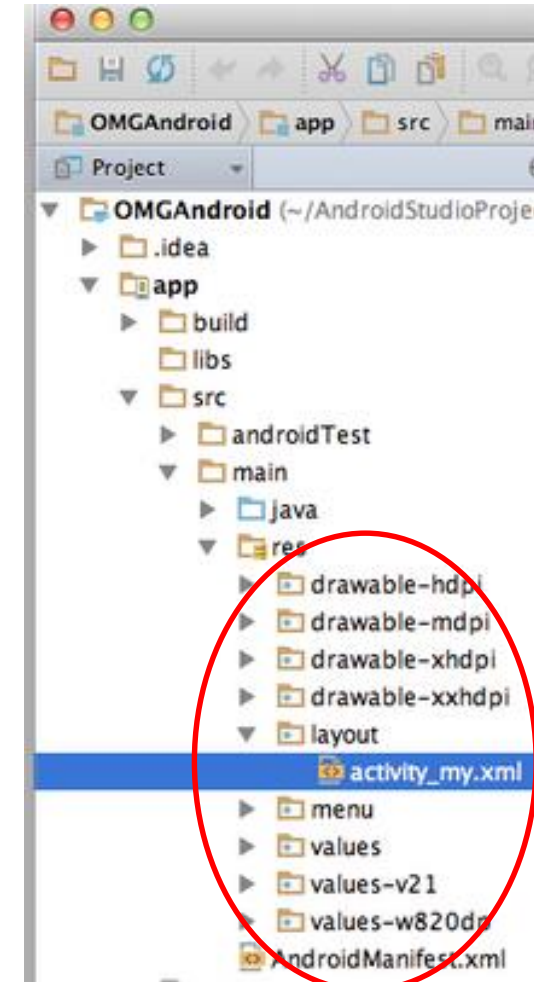 OMGAndroid app src main
Project
OMGAndroid (~/AndroidStudioProje
.idea
app
build
libs
src
androidTest
main
java
res
drawable-hdpi
drawable-mdpi
drawable-xhdpi
drawable-xxhdpi
layout
activity_my.xml
menu
values
values-v21
values-w820dp
AndroidManifest.xml